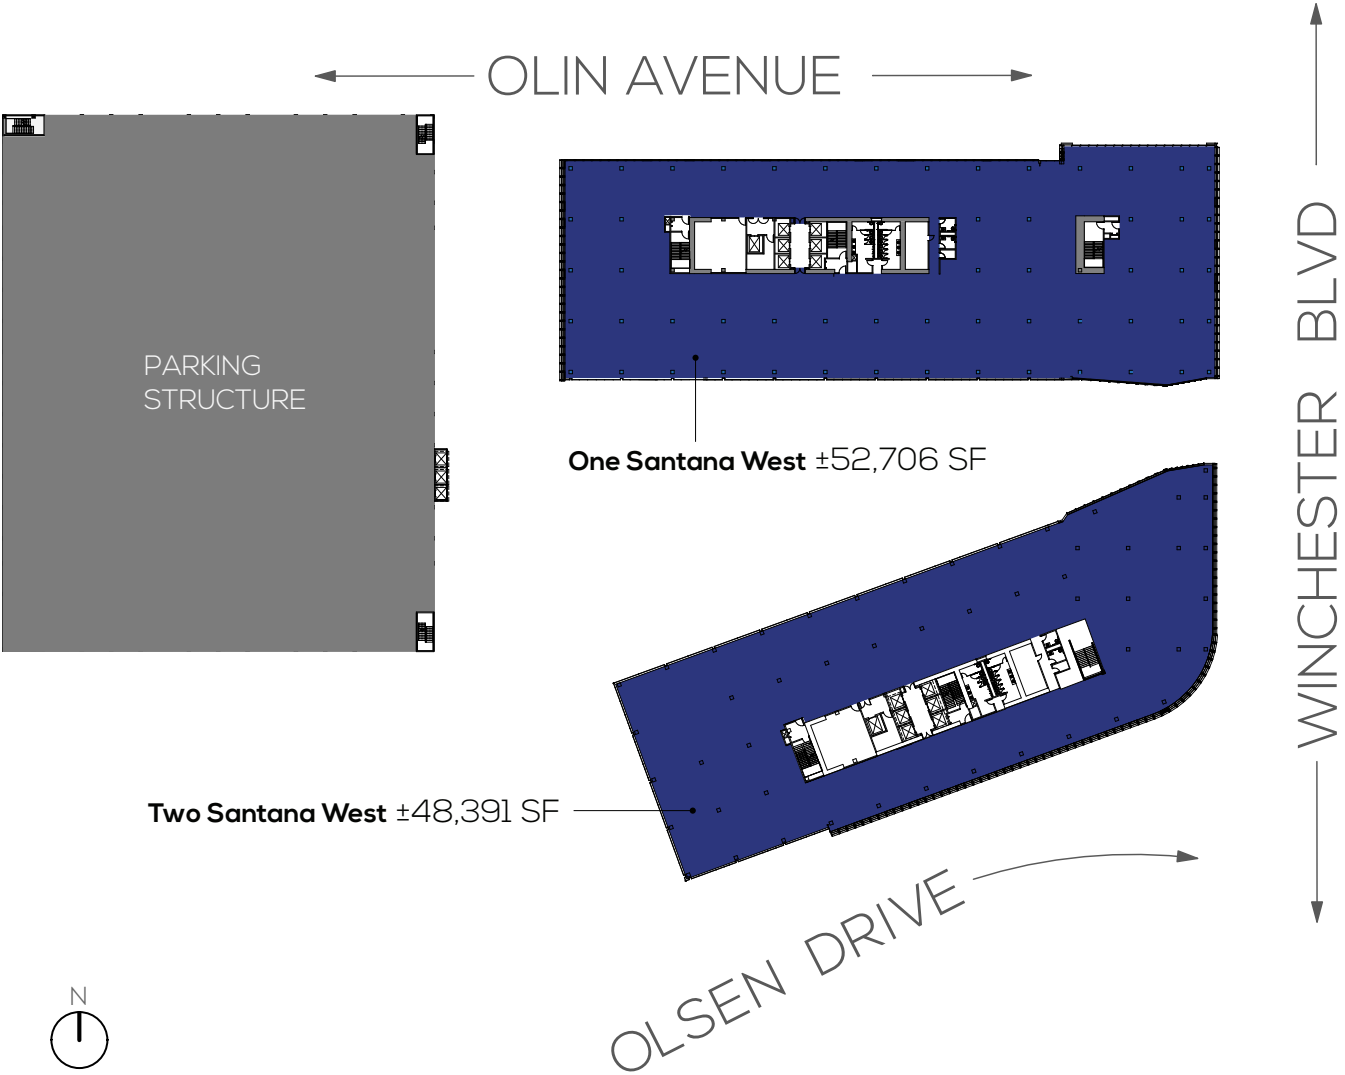 OLIN AVENUE
WINCHESTER BLVD
PARKING
STRUCTURE
One Santana West ±52,706 SF
Two Santana West ±48,391 SF
OLSEN DRIVE
N